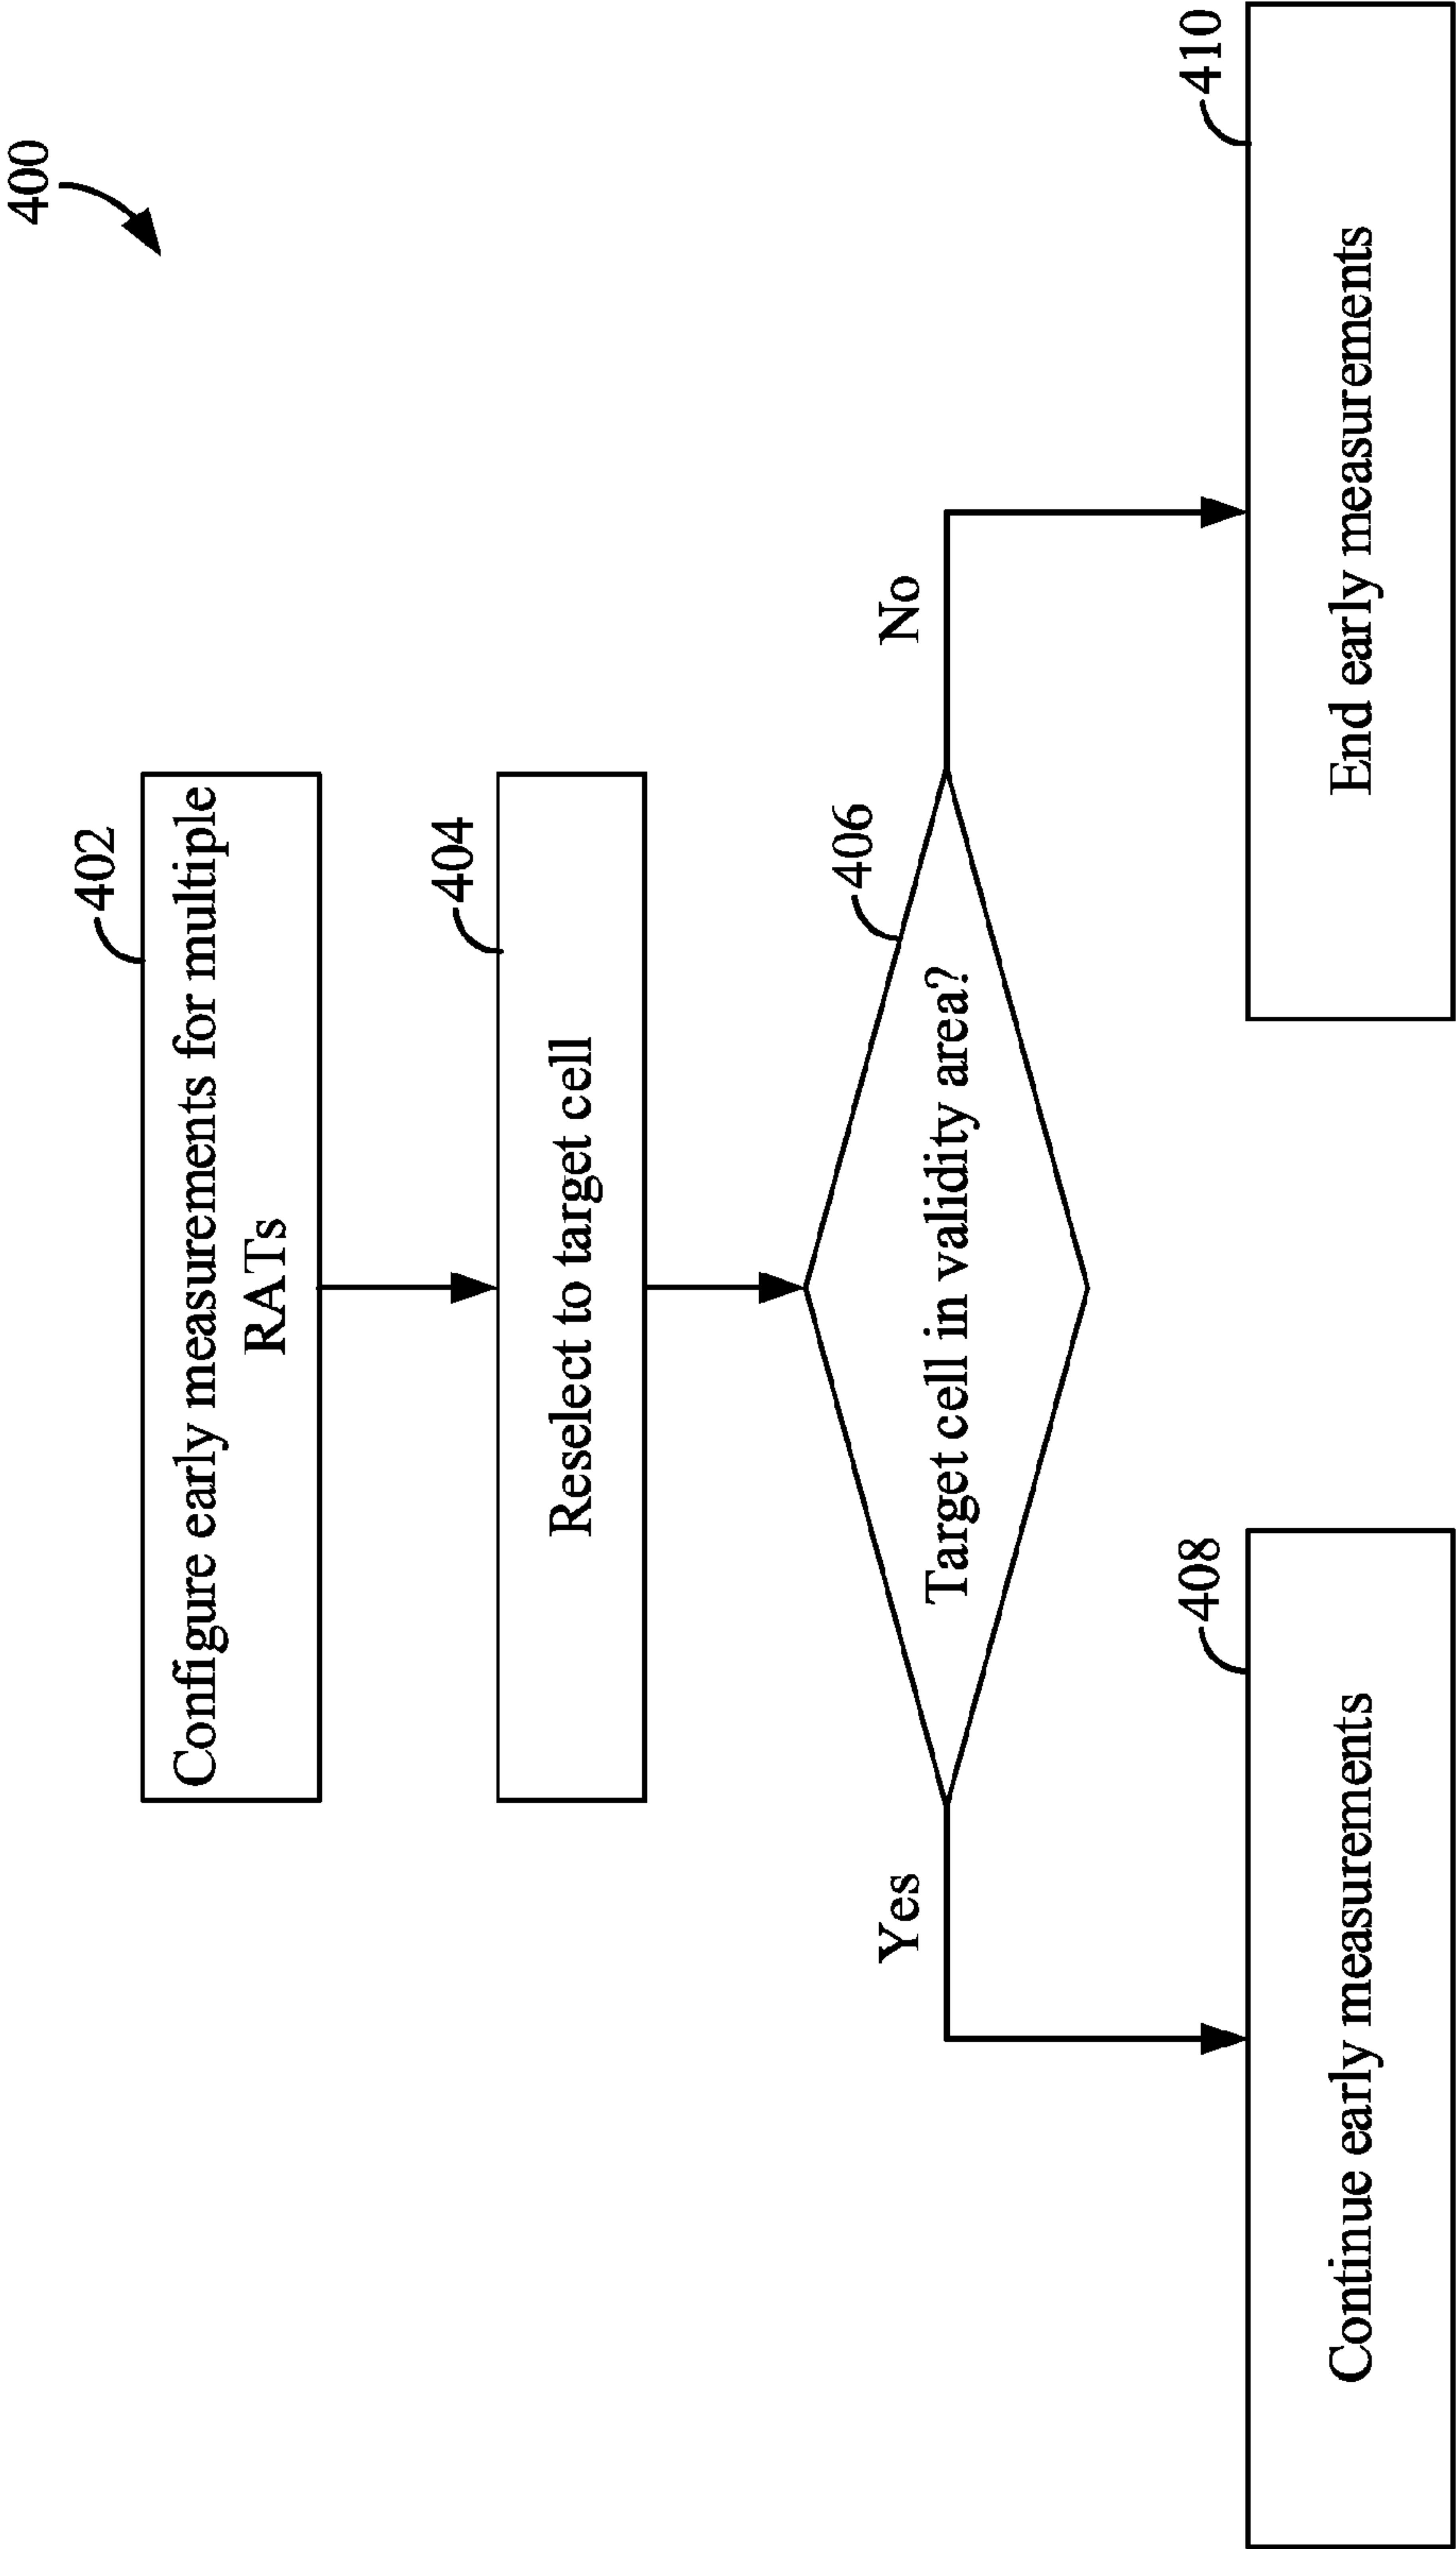 400
402
Configure early measurements for multiple
RATs
404
Reselect to target cell
406
Target cell in validity area?
Yes
No
408
Continue early measurements
410
End early measurements